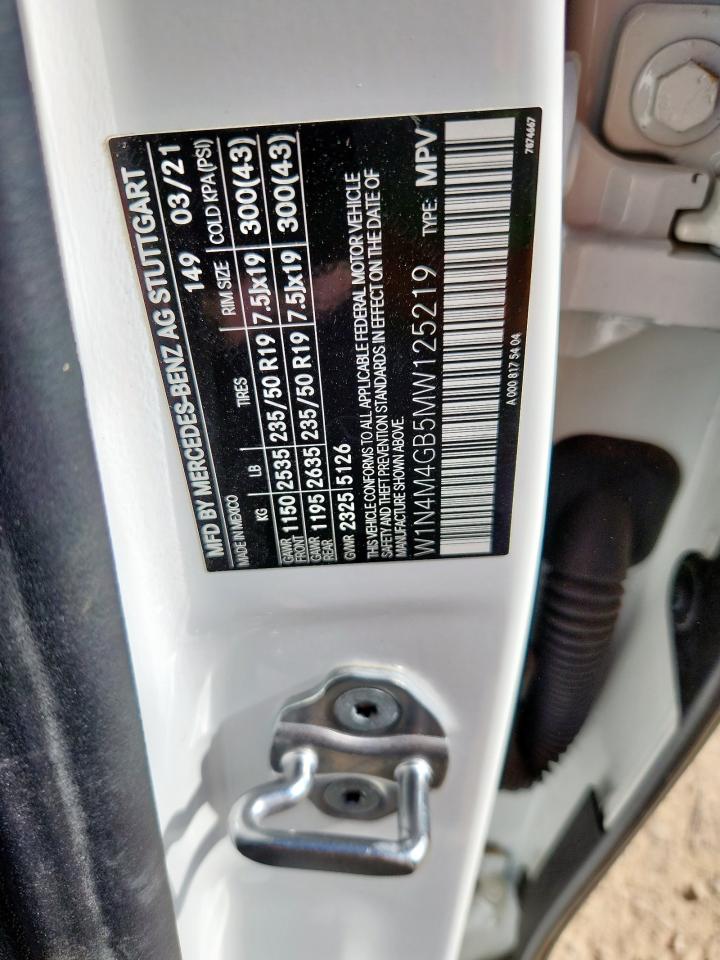 MFD BY MERCEDES-BENZ AG STUTTGART
MADE IN MEXICO 149 03/21
KG LB TIRES RIM SIZE COLD KPA(PSI)
GAWR FRONT 1150 2535 235/50 R19 7.5Jx19 300(43)
GAWR REAR 1195 2635 235/50 R19 7.5Jx19 300(43)
GVWR 2325 5126
THIS VEHICLE CONFORMS TO ALL APPLICABLE FEDERAL MOTOR VEHICLE
SAFETY AND THEFT PREVENTION STANDARDS IN EFFECT ON THE DATE OF
MANUFACTURE SHOWN ABOVE.
W1N4M4GB5MW125219 TYPE: MPV
A 000 817 54 04 7874667